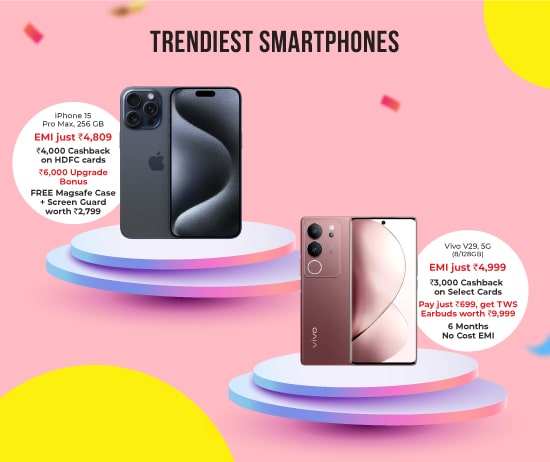 TRENDIEST SMARTPHONES
iPhone 15
Pro Max, 256 GB
EMI just ₹4,809
₹4,000 Cashback
on HDFC cards
₹6,000 Upgrade
Bonus
FREE Magsafe Case
+ Screen Guard
worth ₹2,799
Vivo V29, 5G
(8/128GB)
EMI just ₹4,999
₹3,000 Cashback
on Select Cards
Pay just ₹699, get TWS
Earbuds worth ₹9,999
6 Months
No Cost EMI
vivo